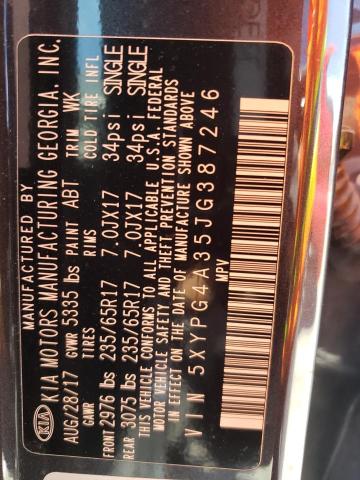 MANUFACTURED BY
KIA KIA MOTORS MANUFACTURING GEORGIA, INC.
AUG/28/17 GVWR 5335 lbs PAINT ABT TRIM WK
GAWR TIRES RIMS COLD TIRE INFL
FRONT 2976 lbs 235/65R17 7.0JX17 34psi SINGLE
REAR 3075 lbs 235/65R17 7.0JX17 34psi SINGLE
THIS VEHICLE CONFORMS TO ALL APPLICABLE U.S.A. FEDERAL
MOTOR VEHICLE SAFETY AND THEFT PREVENTION STANDARDS
IN EFFECT ON THE DATE OF MANUFACTURE SHOWN ABOVE
VIN 5XYPG4A35JG387246
MPV